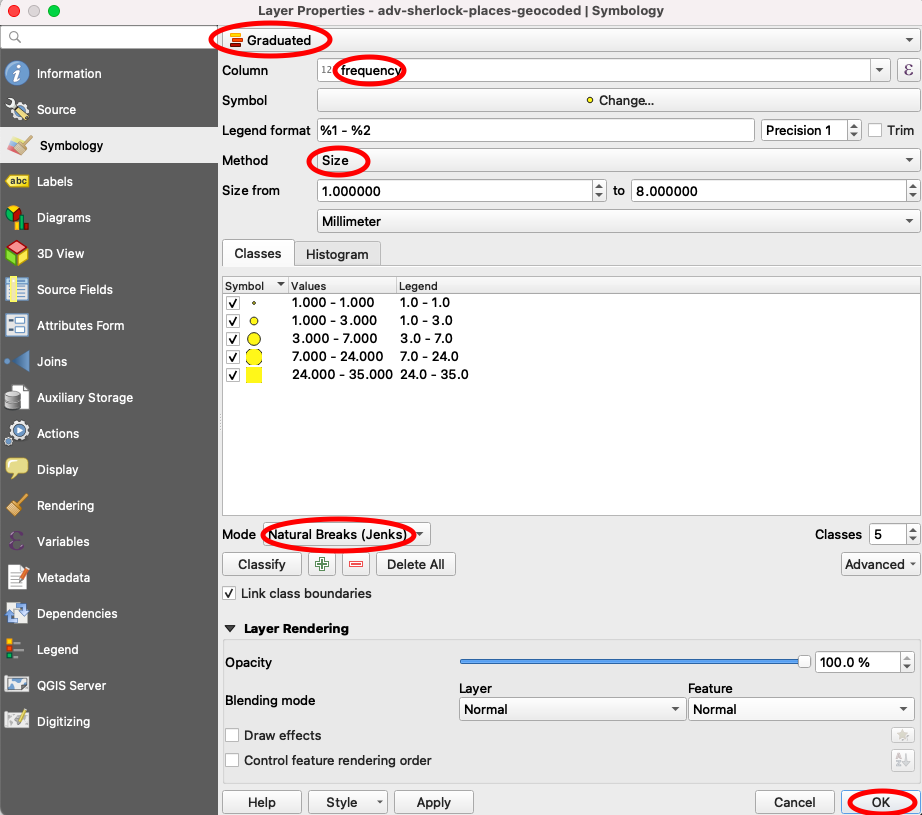 Layer Properties - adv-sherlock-places-geocoded | Symbology
Information
Source
Symbology
abc Labels
Diagrams
3D View
Source Fields
Attributes Form
Joins
Auxiliary Storage
Actions
Display
Rendering
Variables
Metadata
Dependencies
Legend
QGIS Server
Digitizing
Graduated
Column 12 frequency ε
Symbol Change...
Legend format %1 - %2 Precision 1 Trim
Method Size
Size from 1.000000 to 8.000000
Millimeter
Classes Histogram
Symbol Values Legend
1.000 - 1.000 1.0 - 1.0
1.000 - 3.000 1.0 - 3.0
3.000 - 7.000 3.0 - 7.0
7.000 - 24.000 7.0 - 24.0
24.000 - 35.000 24.0 - 35.0
Mode Natural Breaks (Jenks) Classes 5
Classify Delete All Advanced
Link class boundaries
Layer Rendering
Opacity 100.0 %
Layer Feature
Blending mode Normal Normal
Draw effects
Control feature rendering order
Help Style Apply Cancel OK